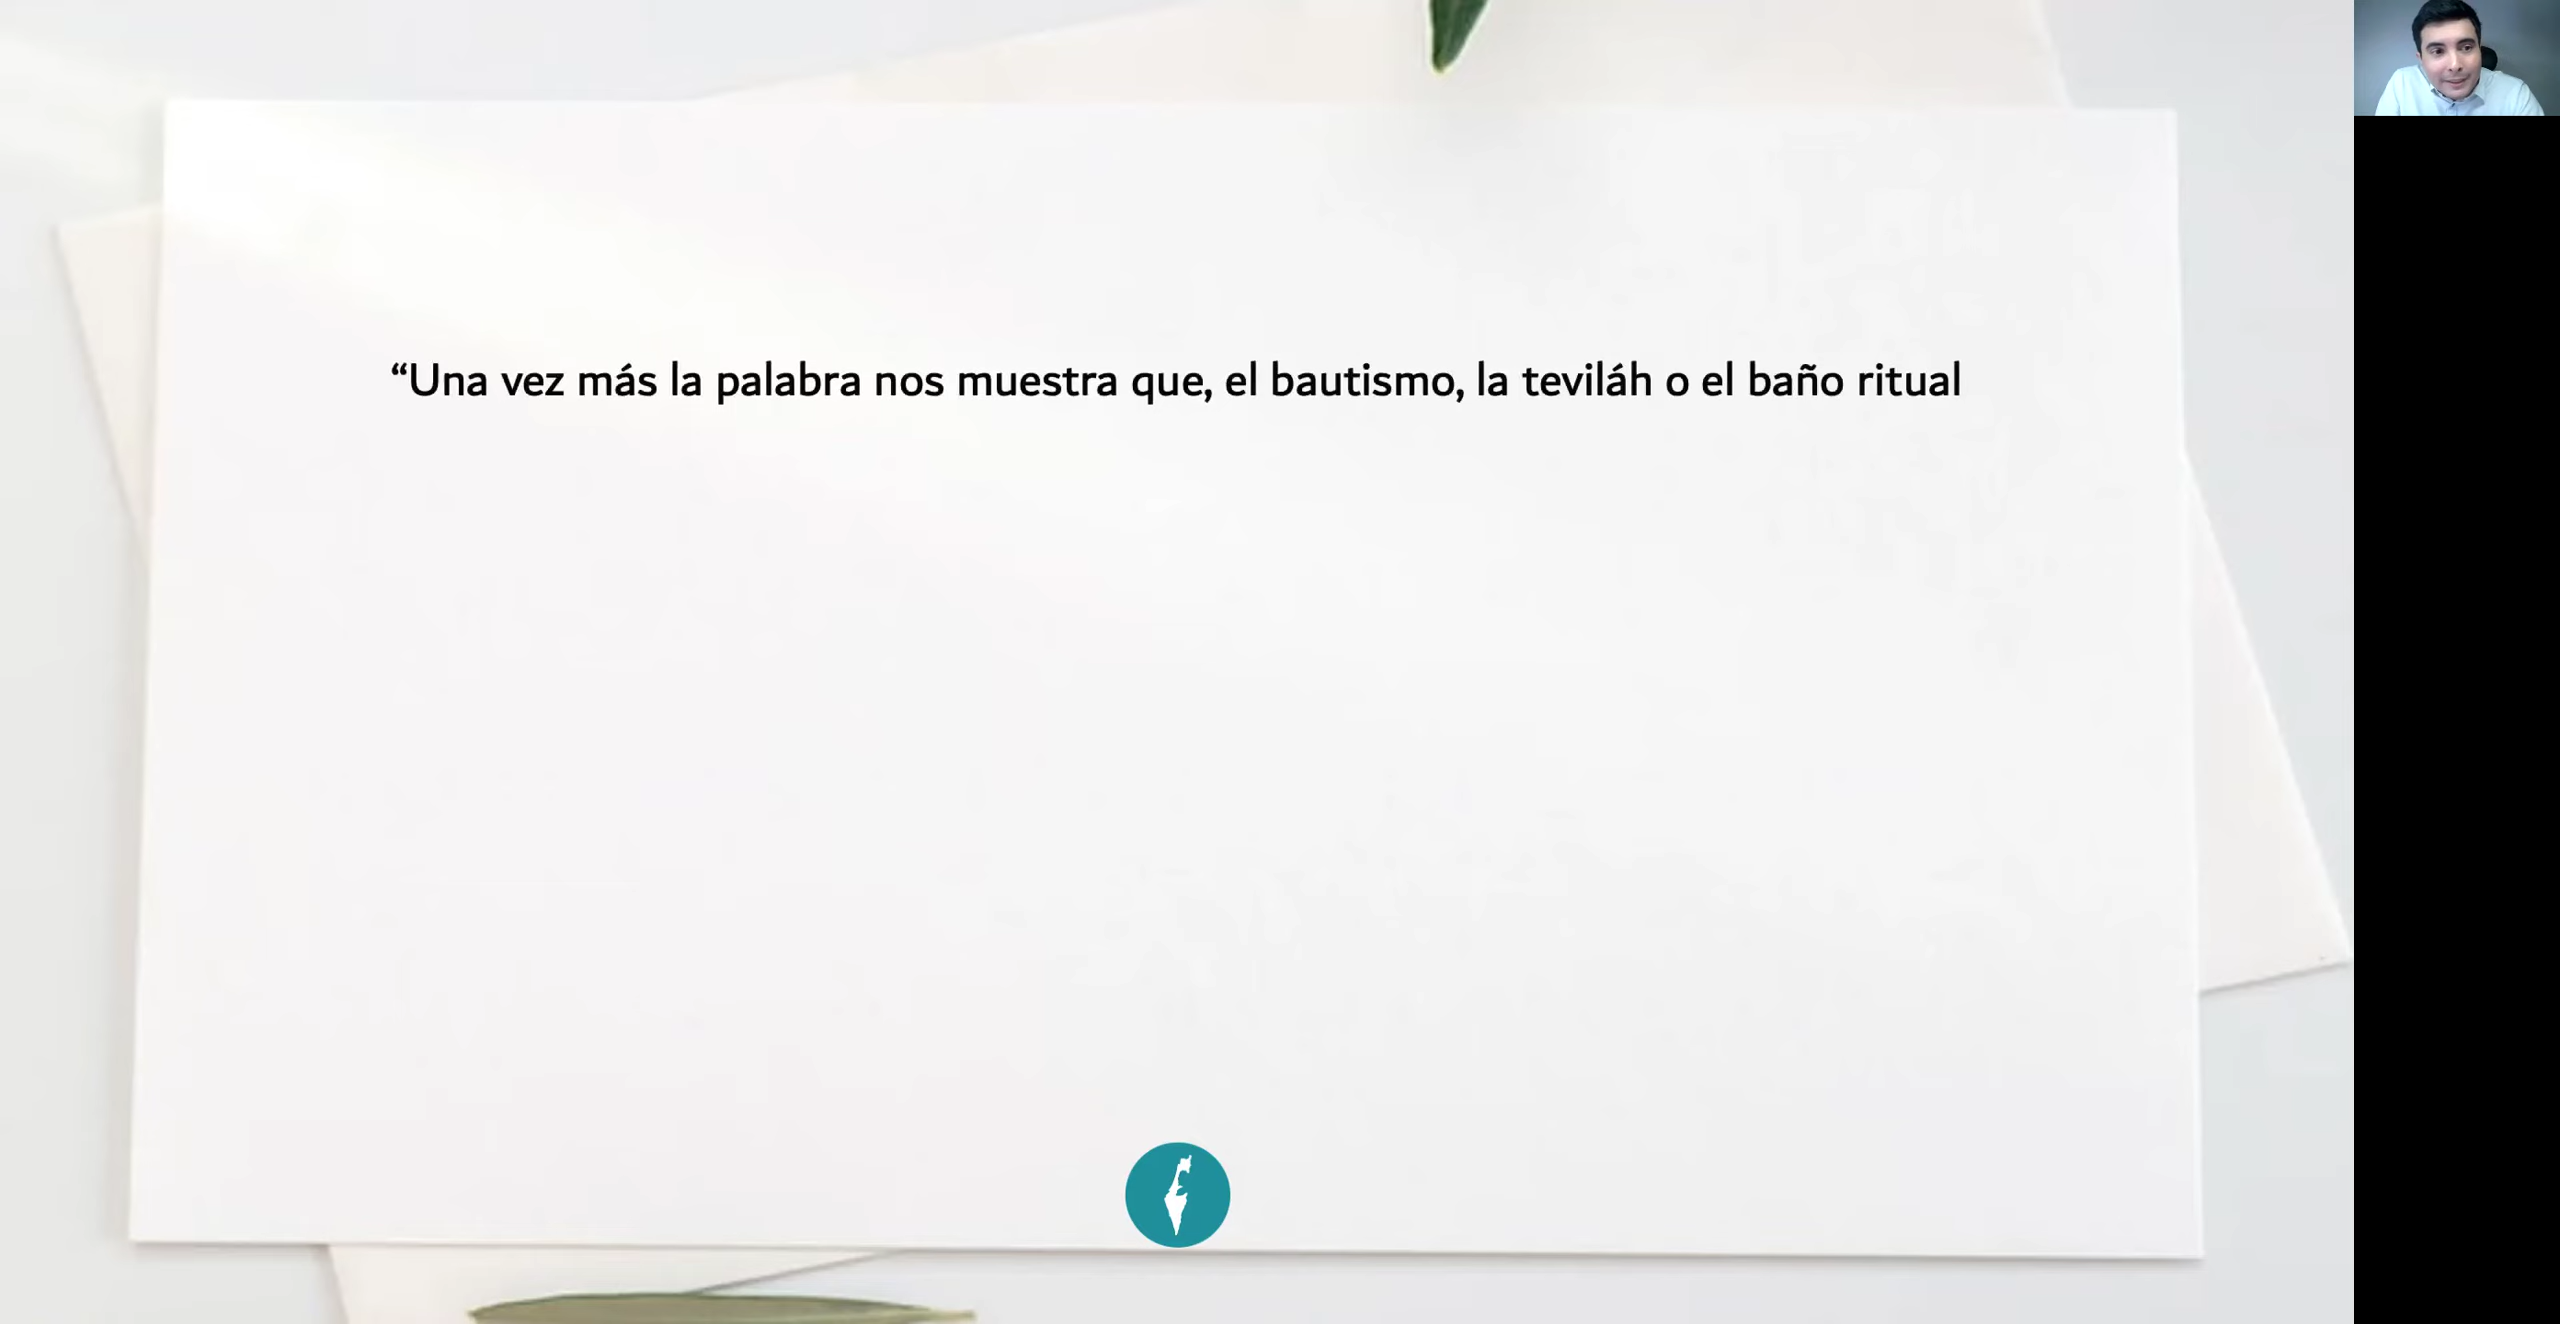 “Una vez más la palabra nos muestra que, el bautismo, la teviláh o el baño ritual